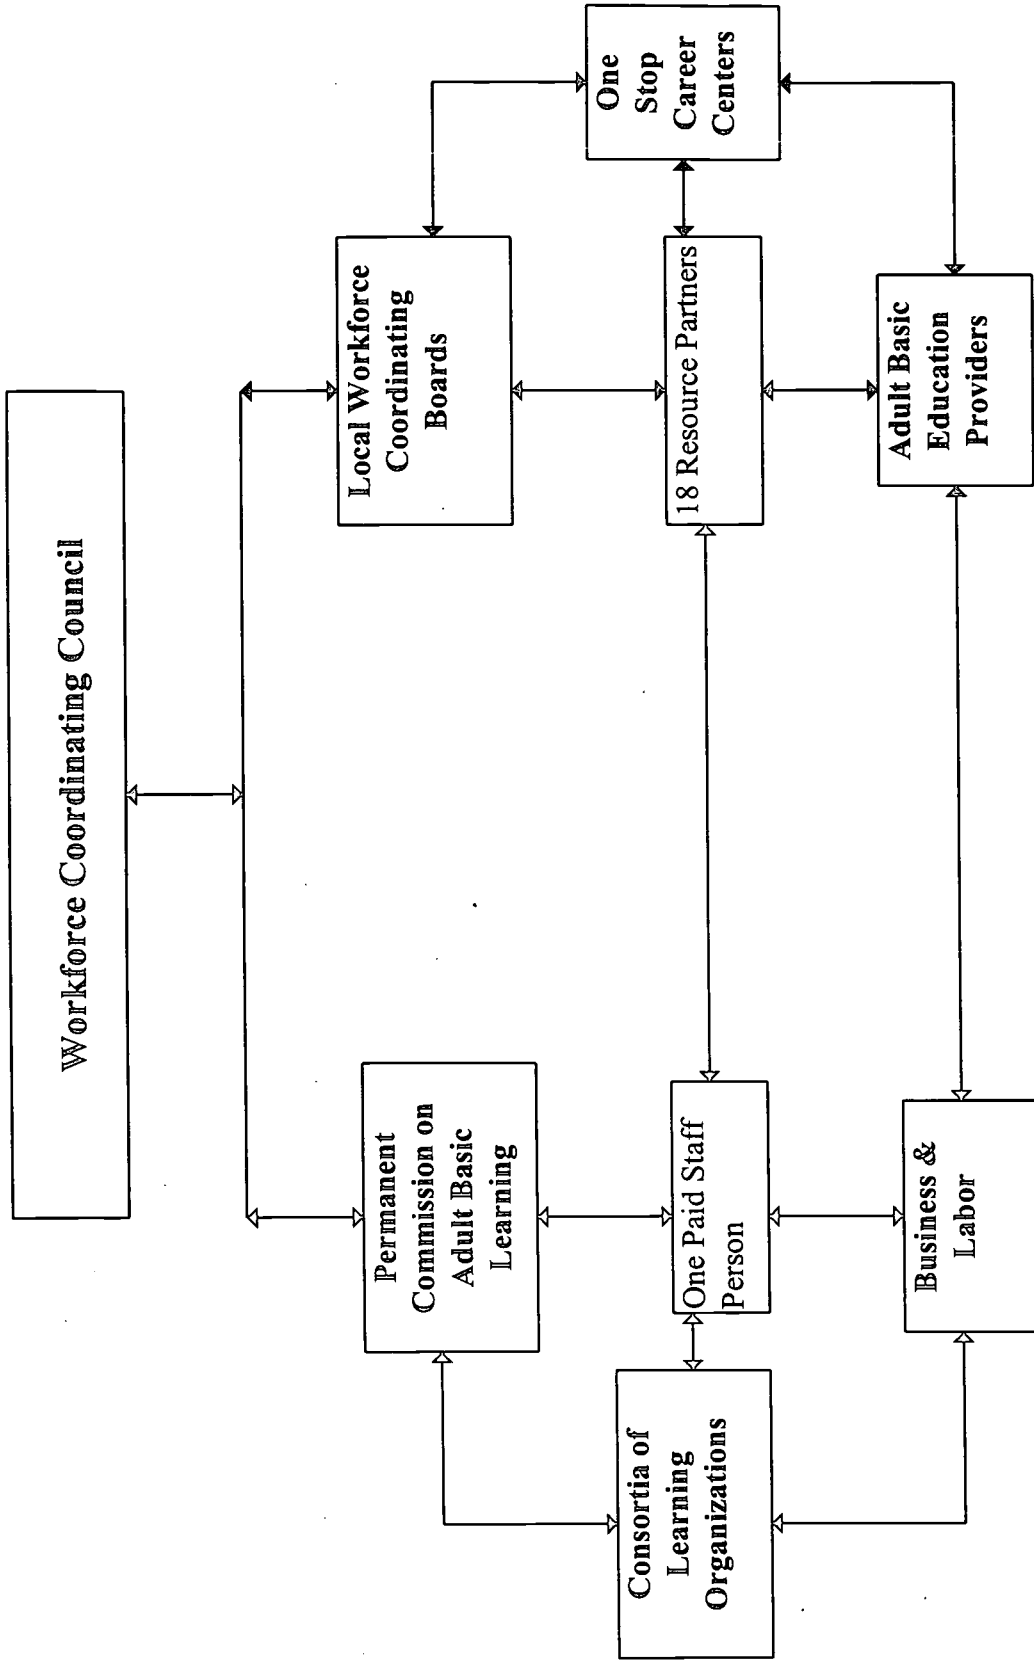 Workforce Coordinating Council
Permanent
Commission on
Adult Basic
Learning
Local Workforce
Coordinating
Boards
Consortia of
Learning
Organizations
One Paid Staff
Person
18 Resource Partners
One
Stop
Career
Centers
Business &
Labor
Adult Basic
Education
Providers